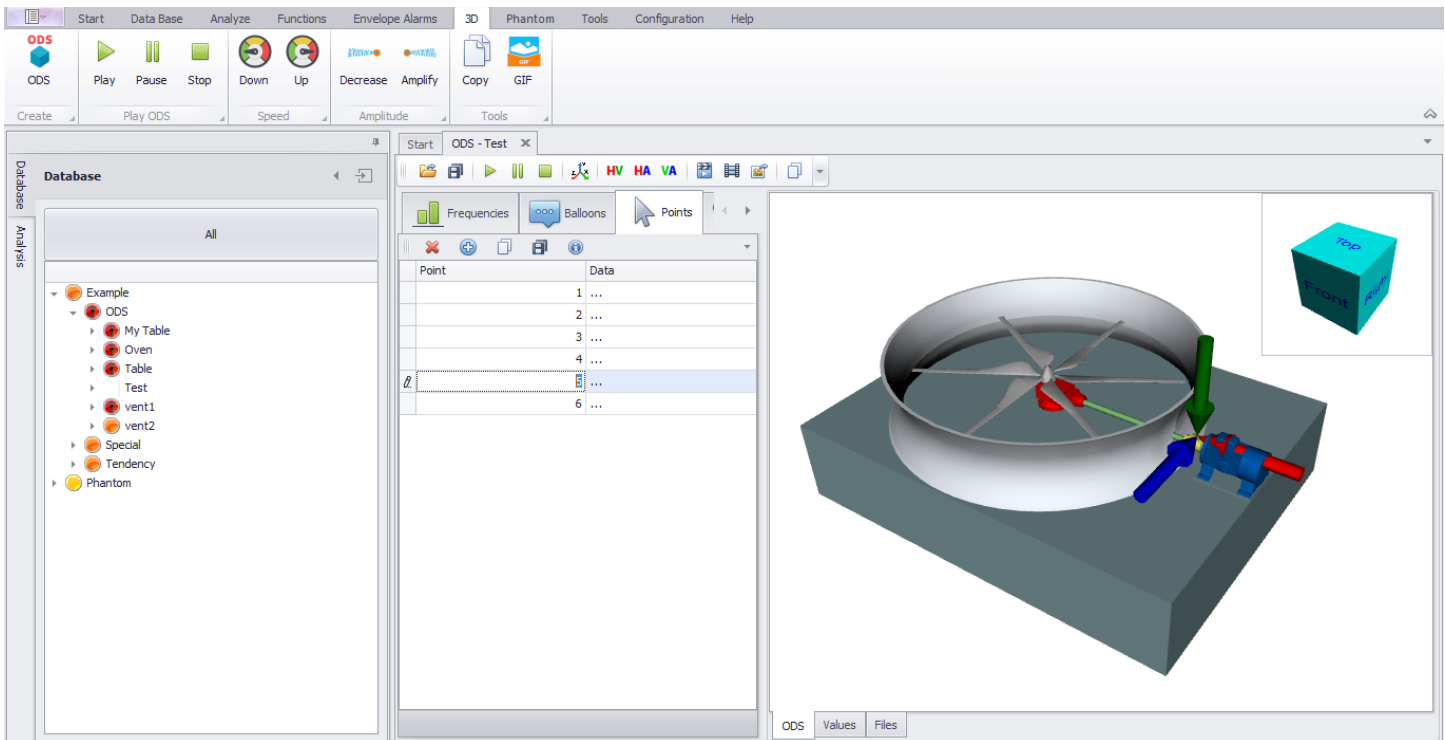 Start Data Base Analyze Functions Envelope Alarms 3D Phantom Tools Configuration Help
ODS
GIF
ODS Play Pause Stop Down Up Decrease Amplify Copy GIF
Create Play ODS Speed Amplitude Tools
Start ODS - Test
Database
Analysis
Database
HV HA VA
All
Frequencies Balloons Points
Point Data
1 ...
2 ...
3 ...
4 ...
5 ...
6 ...
Example
ODS
My Table
Oven
Table
Test
vent1
vent2
Special
Tendency
Phantom
Top
Front Right
ODS Values Files